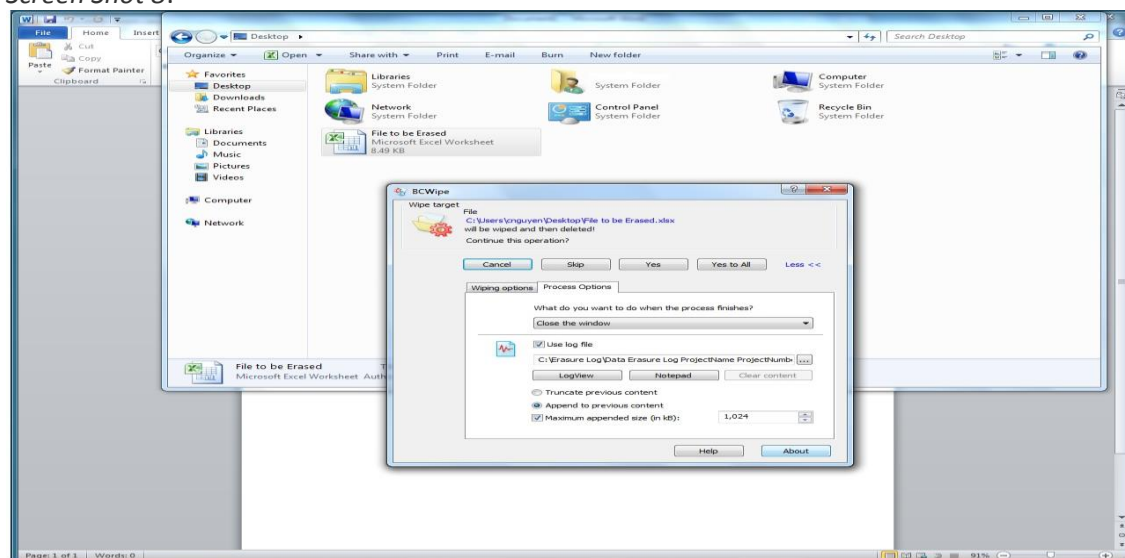 File Home Insert
Cut
Copy
Format Painter
Paste
Clipboard
Desktop
Search Desktop
Organize Open Share with Print E-mail Burn New folder
Favorites
Desktop
Downloads
Recent Places
Libraries
Documents
Music
Pictures
Videos
Computer
Network
Libraries
System Folder
System Folder
Computer
System Folder
Network
System Folder
Control Panel
System Folder
Recycle Bin
System Folder
File to be Erased
Microsoft Excel Worksheet
8.49 KB
BCWipe
Wipe target
File
C:\Users\cnguyen\Desktop\File to be Erased.xlsx
will be wiped and then deleted!
Continue this operation?
Cancel Skip Yes Yes to All Less <<
Wiping options Process Options
What do you want to do when the process finishes?
Close the window
Use log file
C:\Erasure Log\Data Erasure Log ProjectName ProjectNumb ...
LogView Notepad Clear content
Truncate previous content
Append to previous content
Maximum appended size (in kB): 1,024
Help About
File to be Erased
Microsoft Excel Worksheet
Page: 1 of 1 Words: 0 91%